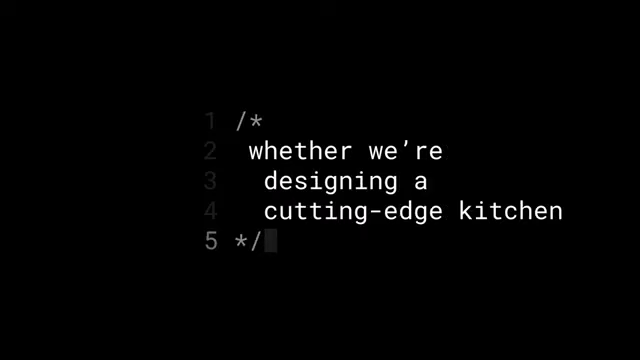 1 /*
2 whether we’re
3 designing a
4 cutting-edge kitchen
5 */